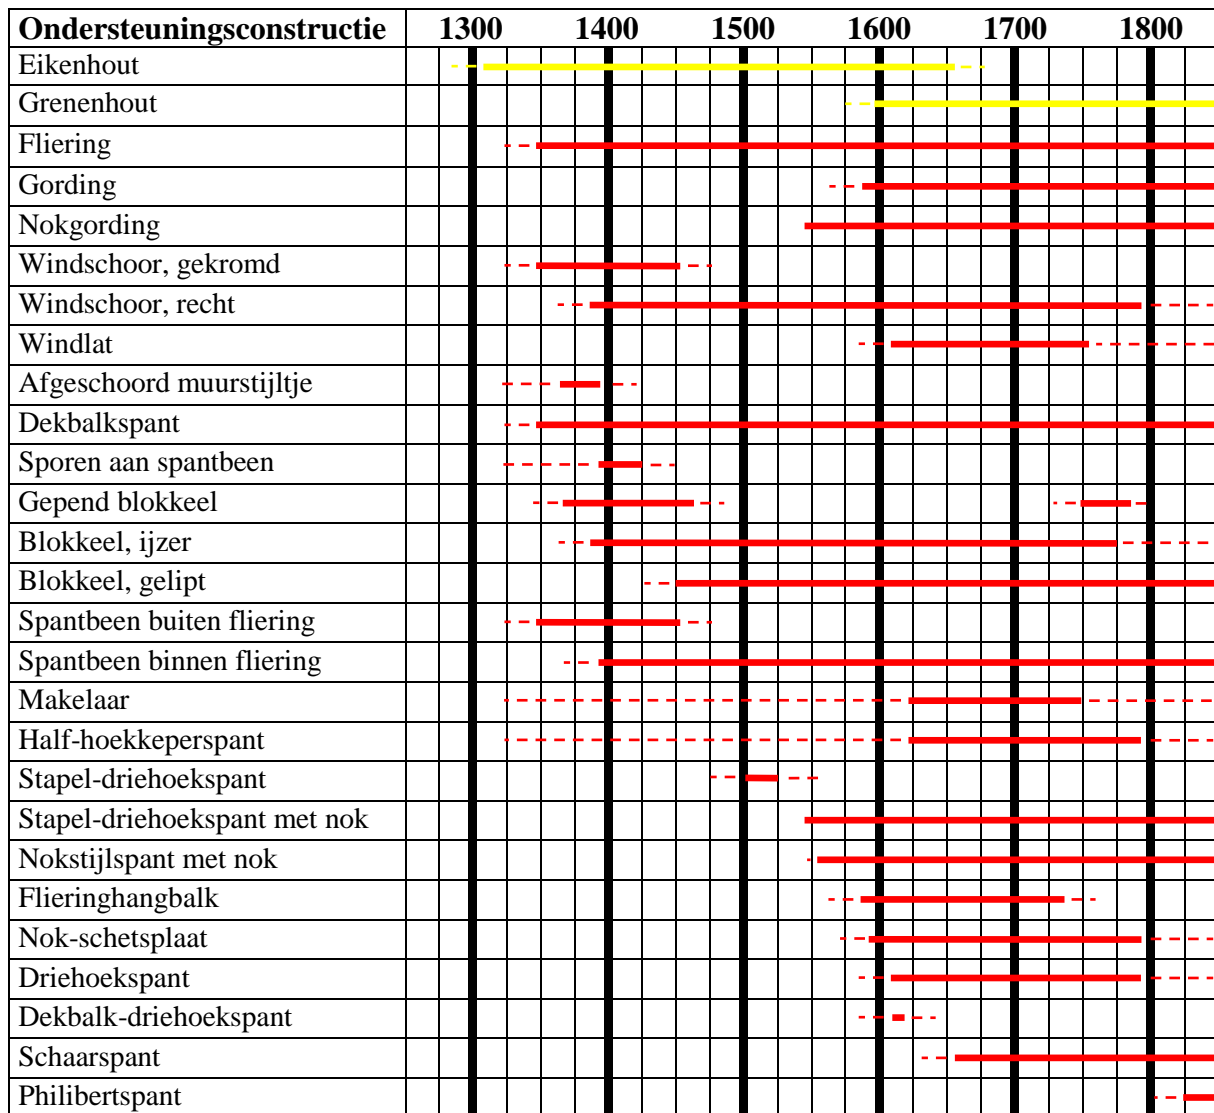 Ondersteuningsconstructie 1300 1400 1500 1600 1700 1800
Eikenhout
Grenenhout
Fliering
Gording
Nokgording
Windschoor, gekromd
Windschoor, recht
Windlat
Afgeschoord muurstijltje
Dekbalkspant
Sporen aan spantbeen
Gepend blokkeel
Blokkeel, ijzer
Blokkeel, gelipt
Spantbeen buiten fliering
Spantbeen binnen fliering
Makelaar
Half-hoekkeperspant
Stapel-driehoekspant
Stapel-driehoekspant met nok
Nokstijlspant met nok
Flieringhangbalk
Nok-schetsplaat
Driehoekspant
Dekbalk-driehoekspant
Schaarspant
Philibertspant